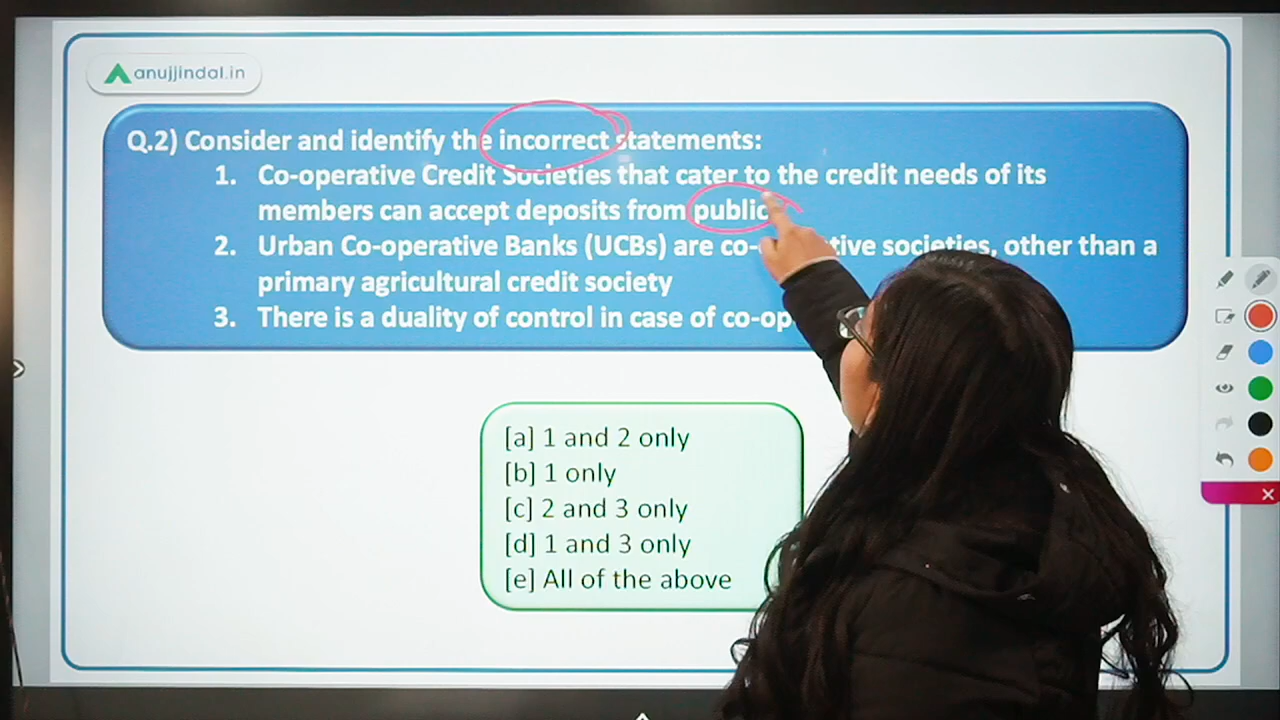 anujjindal.in
Q.2) Consider and identify the incorrect statements:
1. Co-operative Credit Societies that cater to the credit needs of its
members can accept deposits from public
2. Urban Co-operative Banks (UCBs) are societies, other than a
primary agricultural credit society
3. There is a duality of control in case of
[a] 1 and 2 only
[b] 1 only
[c] 2 and 3 only
[d] 1 and 3 only
[e] All of the above